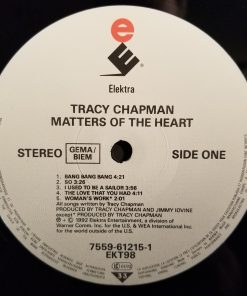 Elektra
TRACY CHAPMAN
MATTERS OF THE HEART
STEREO GEMA/ BIEM SIDE ONE
1. BANG BANG BANG 4:21
2. SO 3:26
3. I USED TO BE A SAILOR 3:56
4. THE LOVE THAT YOU HAD 4:11
5. WOMAN'S WORK* 2:01
All songs written by Tracy Chapman
PRODUCED BY TRACY CHAPMAN and JIMMY IOVINE
except* PRODUCED BY TRACY CHAPMAN
℗ + © 1992 Elektra Entertainment, a division of
Warner Comm. Inc. for the U.S. & WEA International Inc.
for the world outside of the U.S.
7559-61215-1
EKT98
33